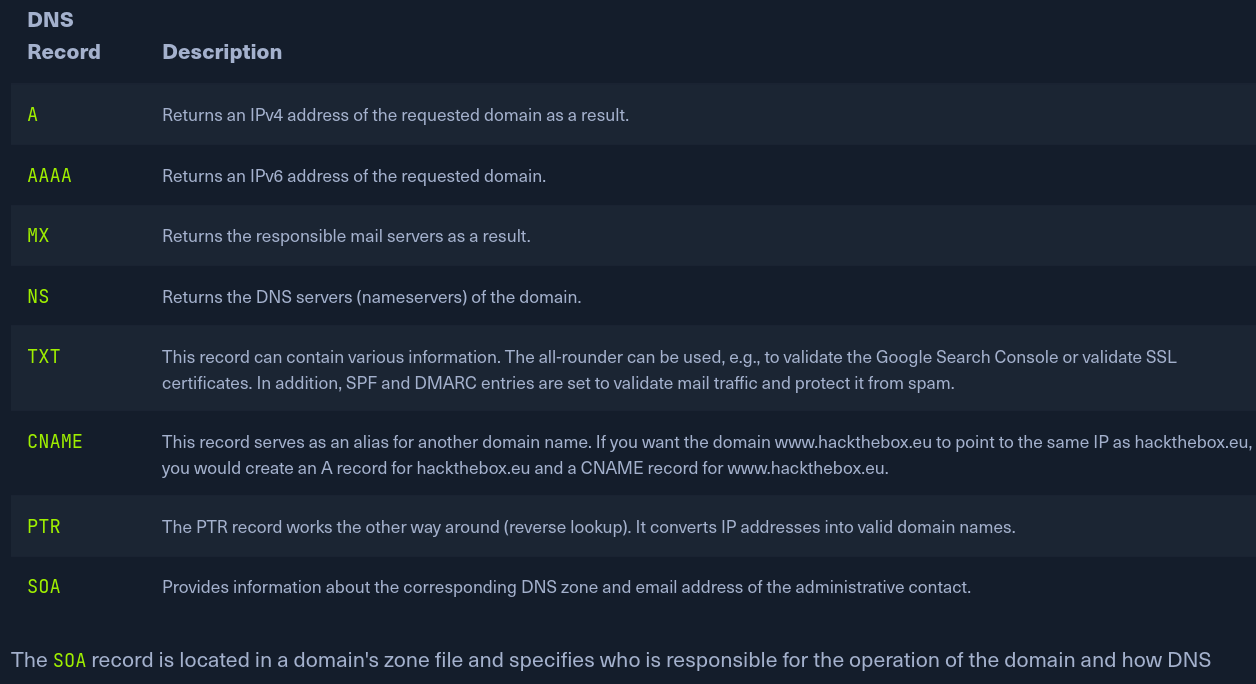 DNS
Record Description
A Returns an IPv4 address of the requested domain as a result.
AAAA Returns an IPv6 address of the requested domain.
MX Returns the responsible mail servers as a result.
NS Returns the DNS servers (nameservers) of the domain.
TXT This record can contain various information. The all-rounder can be used, e.g., to validate the Google Search Console or validate SSL
certificates. In addition, SPF and DMARC entries are set to validate mail traffic and protect it from spam.
CNAME This record serves as an alias for another domain name. If you want the domain www.hackthebox.eu to point to the same IP as hackthebox.eu,
you would create an A record for hackthebox.eu and a CNAME record for www.hackthebox.eu.
PTR The PTR record works the other way around (reverse lookup). It converts IP addresses into valid domain names.
SOA Provides information about the corresponding DNS zone and email address of the administrative contact.
The SOA record is located in a domain's zone file and specifies who is responsible for the operation of the domain and how DNS